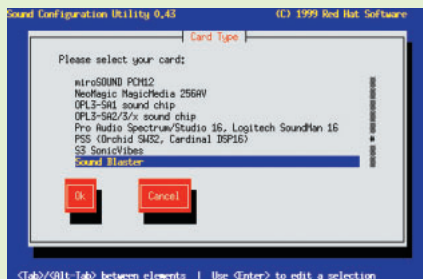 Sound Configuration Utility 0,43 (C) 1999 Red Hat Software
Card Type
Please select your card:
miroSOUND PCM12
NeoMagic MagicMedia 256AV
OPL3-SA1 sound chip
OPL3-SA2/3/x sound chip
Pro Audio Spectrum/Studio 16, Logitech SoundMan 16
PSS (Orchid SW32, Cardinal DSP16)
S3 SonicVibes
Sound Blaster
Ok Cancel
<Tab>/<Alt-Tab> between elements | Use <Enter> to edit a selection